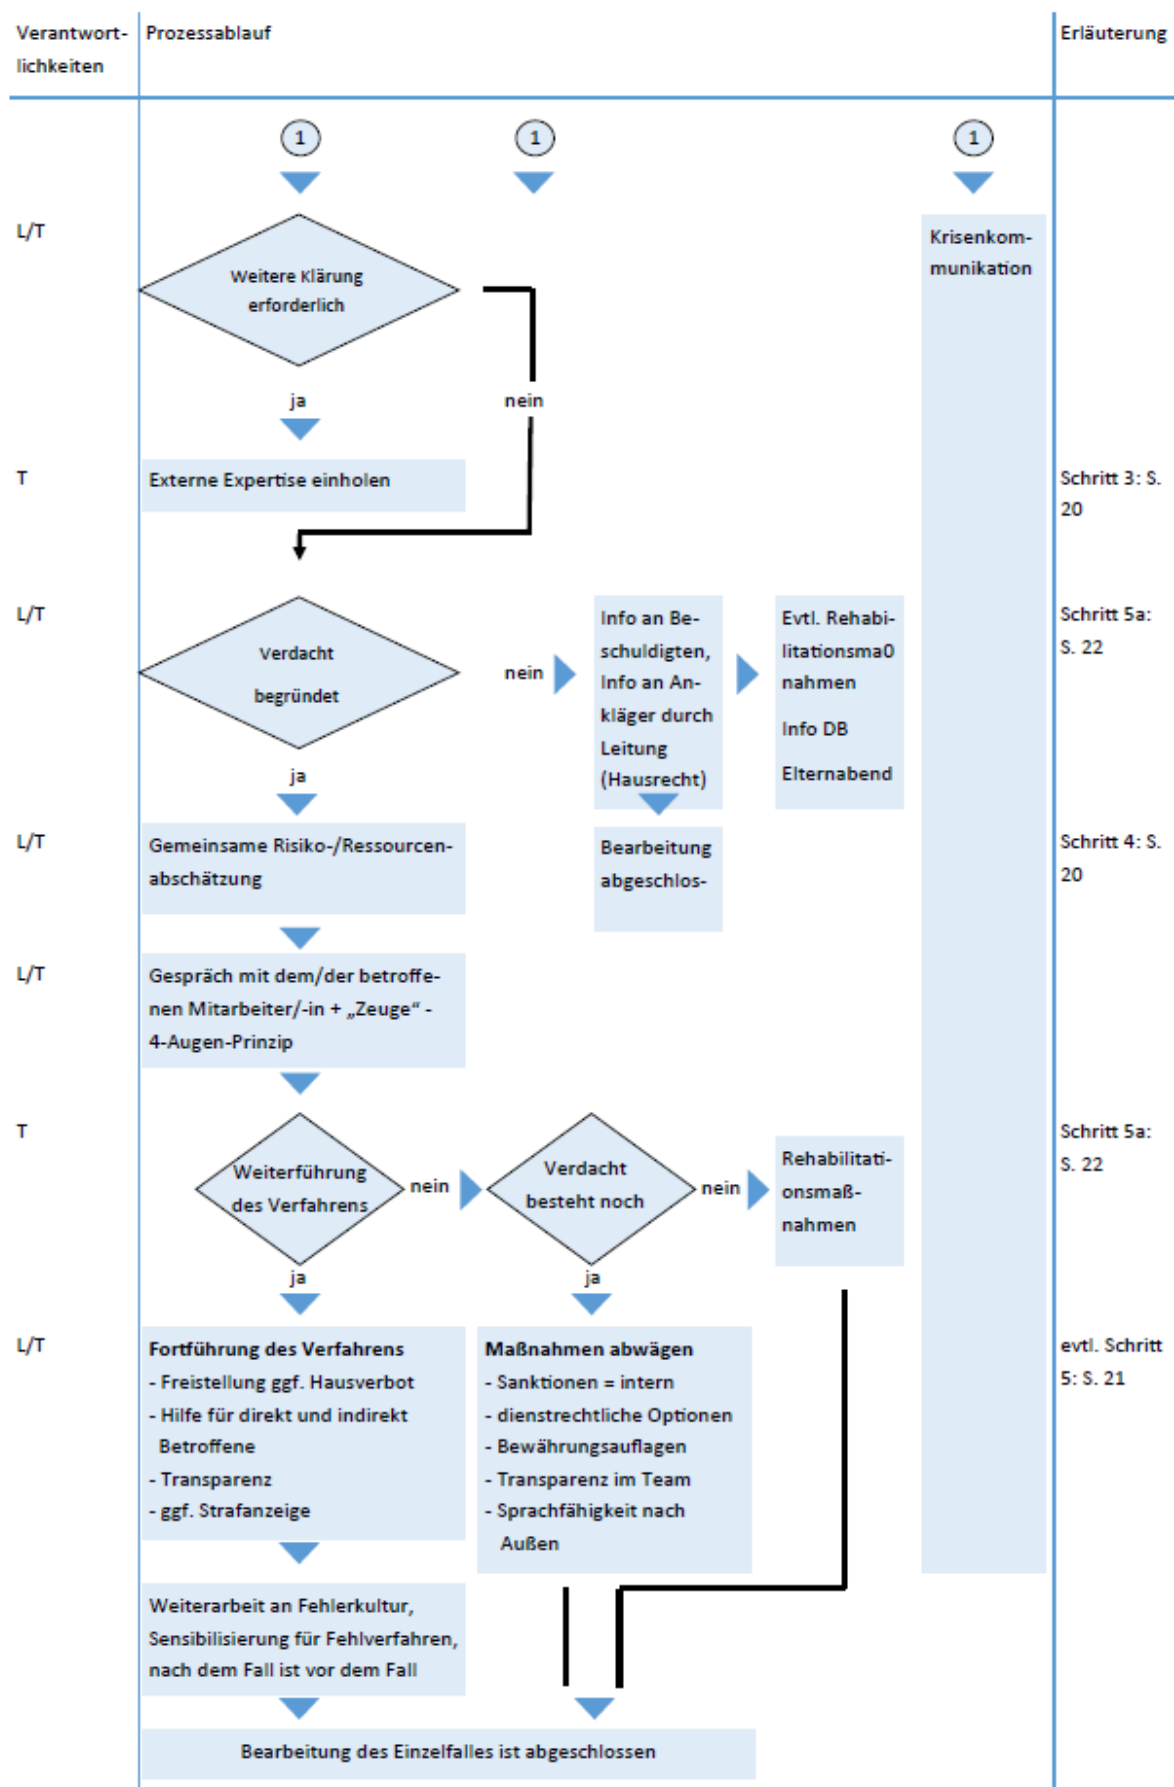 Verantwort-
lichkeiten
Prozessablauf
Erläuterung
1
1
1
L/T
Weitere Klärung
erforderlich
Krisenkom-
munikation
ja
nein
T
Externe Expertise einholen
Schritt 3: S.
20
L/T
Verdacht
begründet
nein
Info an Be-
schuldigten,
Info an An-
kläger durch
Leitung
(Hausrecht)
Evtl. Rehabi-
litationsma0
nahmen
Info DB
Elternabend
Schritt 5a:
S. 22
ja
L/T
Gemeinsame Risiko-/Ressourcen-
abschätzung
Bearbeitung
abgeschlos-
Schritt 4: S.
20
L/T
Gespräch mit dem/der betroffe-
nen Mitarbeiter/-in + „Zeuge“ -
4-Augen-Prinzip
T
Weiterführung
des Verfahrens
nein
Verdacht
besteht noch
nein
Rehabilitati-
onsmaß-
nahmen
Schritt 5a:
S. 22
ja
ja
L/T
Fortführung des Verfahrens
- Freistellung ggf. Hausverbot
- Hilfe für direkt und indirekt
Betroffene
- Transparenz
- ggf. Strafanzeige
Maßnahmen abwägen
- Sanktionen = intern
- dienstrechtliche Optionen
- Bewährungsauflagen
- Transparenz im Team
- Sprachfähigkeit nach
Außen
evtl. Schritt
5: S. 21
Weiterarbeit an Fehlerkultur,
Sensibilisierung für Fehlverfahren,
nach dem Fall ist vor dem Fall
Bearbeitung des Einzelfalles ist abgeschlossen